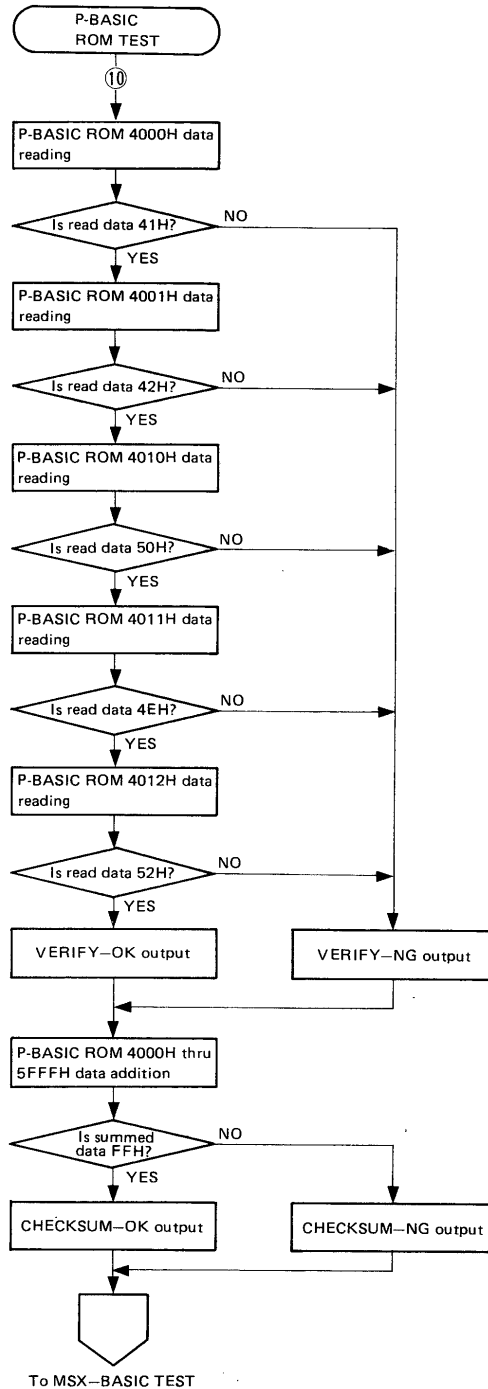 P-BASIC
ROM TEST
10
P-BASIC ROM 4000H data
reading
Is read data 41H?
NO
YES
P-BASIC ROM 4001H data
reading
Is read data 42H?
NO
YES
P-BASIC ROM 4010H data
reading
Is read data 50H?
NO
YES
P-BASIC ROM 4011H data
reading
Is read data 4EH?
NO
YES
P-BASIC ROM 4012H data
reading
Is read data 52H?
NO
YES
VERIFY—OK output
VERIFY—NG output
P-BASIC ROM 4000H thru
5FFFH data addition
Is summed
data FFH?
NO
YES
CHECKSUM—OK output
CHECKSUM—NG output
To MSX—BASIC TEST